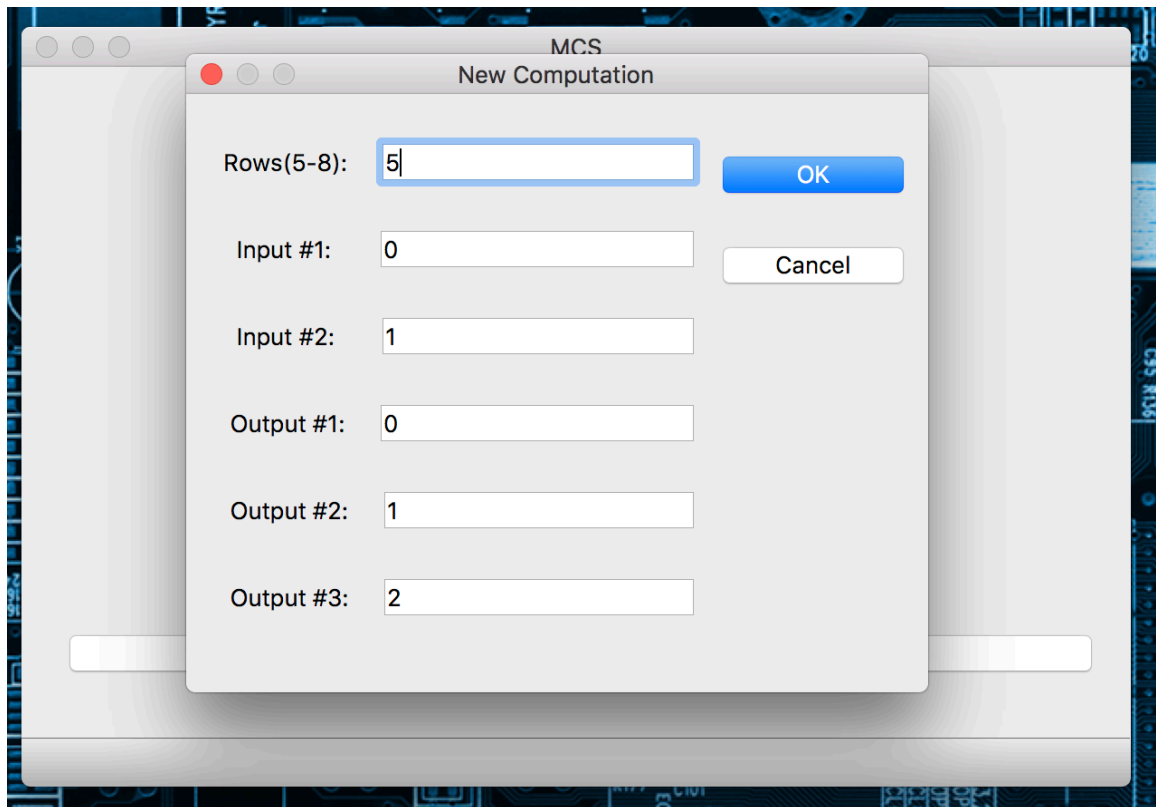 MCS
New Computation
Rows(5-8): 5
OK
Input #1: 0
Cancel
Input #2: 1
Output #1: 0
Output #2: 1
Output #3: 2